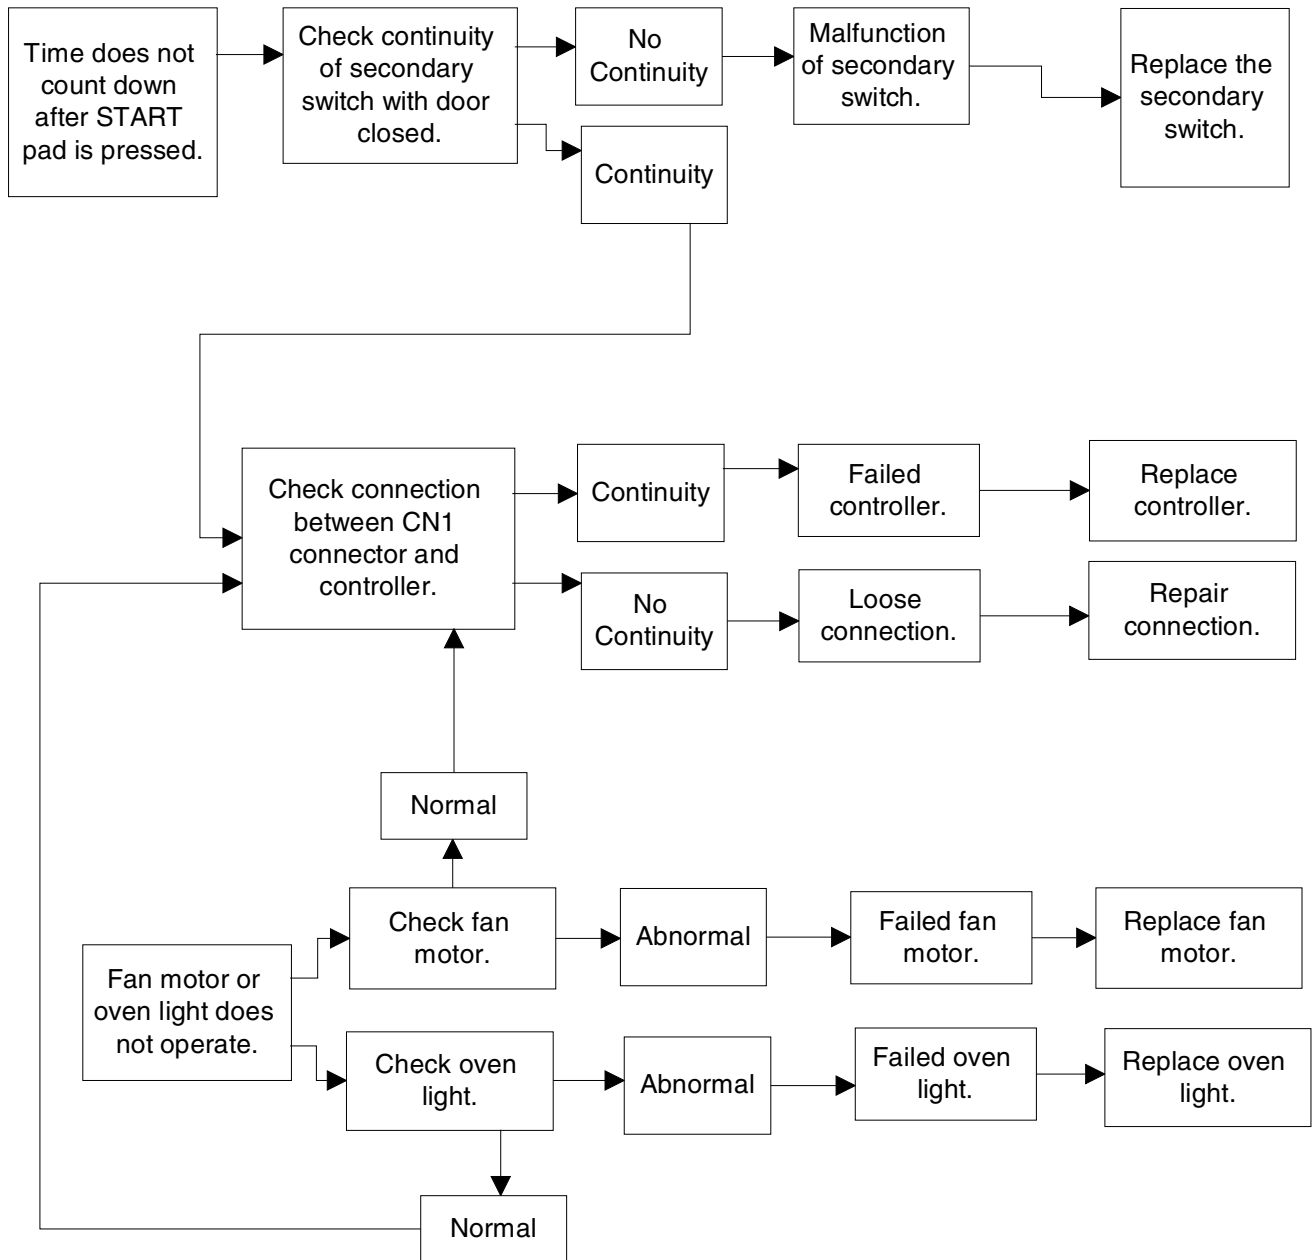 Time does not
count down
after START
pad is pressed.
Check continuity
of secondary
switch with door
closed.
No
Continuity
Malfunction
of secondary
switch.
Replace the
secondary
switch.
Continuity
Check connection
between CN1
connector and
controller.
Continuity
Failed
controller.
Replace
controller.
No
Continuity
Loose
connection.
Repair
connection.
Normal
Fan motor or
oven light does
not operate.
Check fan
motor.
Abnormal
Failed fan
motor.
Replace fan
motor.
Check oven
light.
Abnormal
Failed oven
light.
Replace oven
light.
Normal